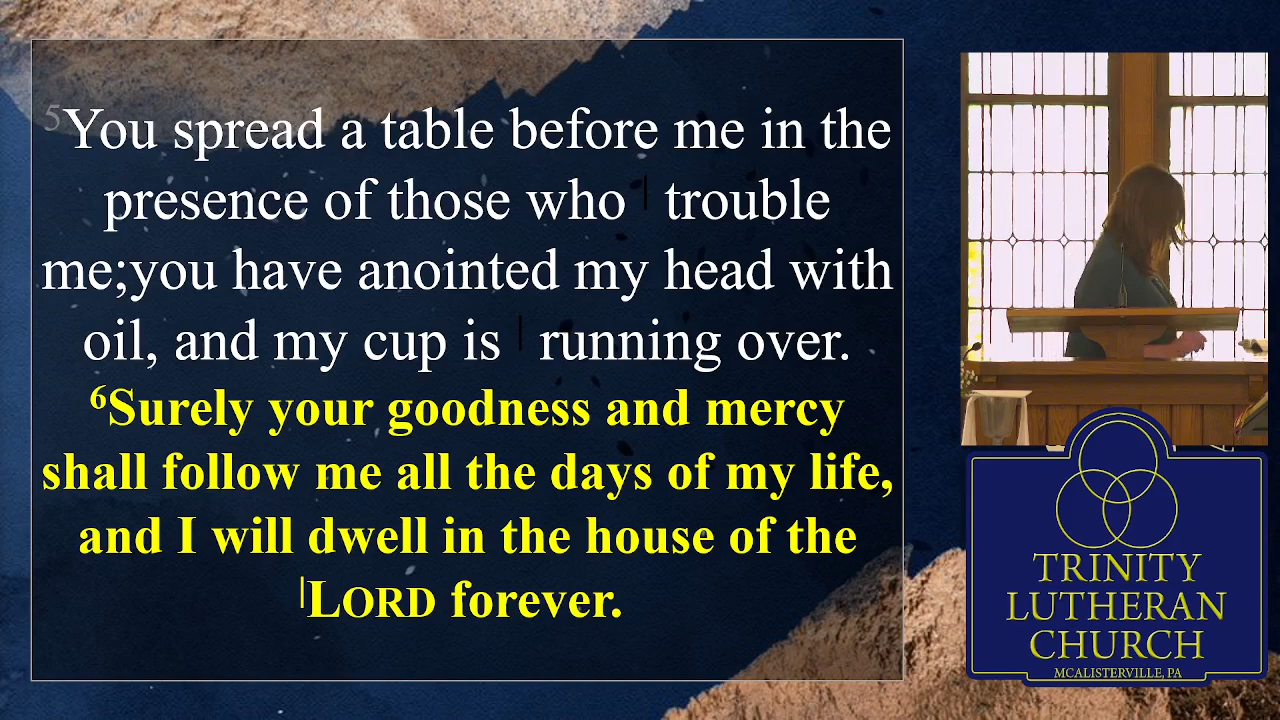 ⁵You spread a table before me in the
presence of those who | trouble
me;you have anointed my head with
oil, and my cup is | running over.
⁶Surely your goodness and mercy
shall follow me all the days of my life,
and I will dwell in the house of the
|LORD forever.
TRINITY
LUTHERAN
CHURCH
MCALISTERVILLE, PA